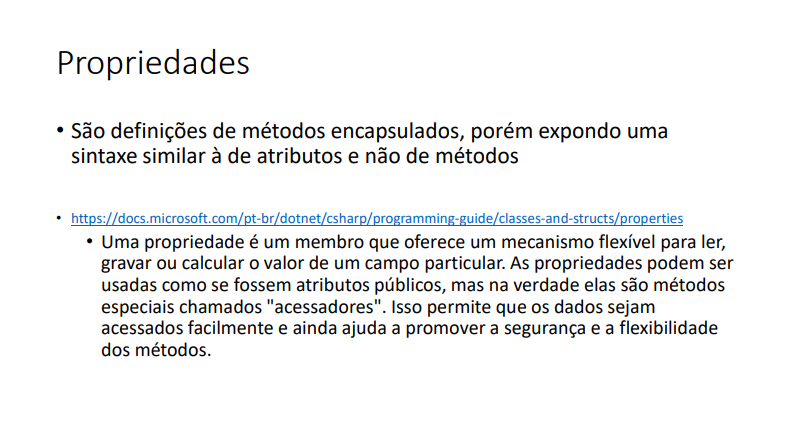 Propriedades
• São definições de métodos encapsulados, porém expondo uma
sintaxe similar à de atributos e não de métodos
• https://docs.microsoft.com/pt-br/dotnet/csharp/programming-guide/classes-and-structs/properties
• Uma propriedade é um membro que oferece um mecanismo flexível para ler,
gravar ou calcular o valor de um campo particular. As propriedades podem ser
usadas como se fossem atributos públicos, mas na verdade elas são métodos
especiais chamados "acessadores". Isso permite que os dados sejam
acessados facilmente e ainda ajuda a promover a segurança e a flexibilidade
dos métodos.